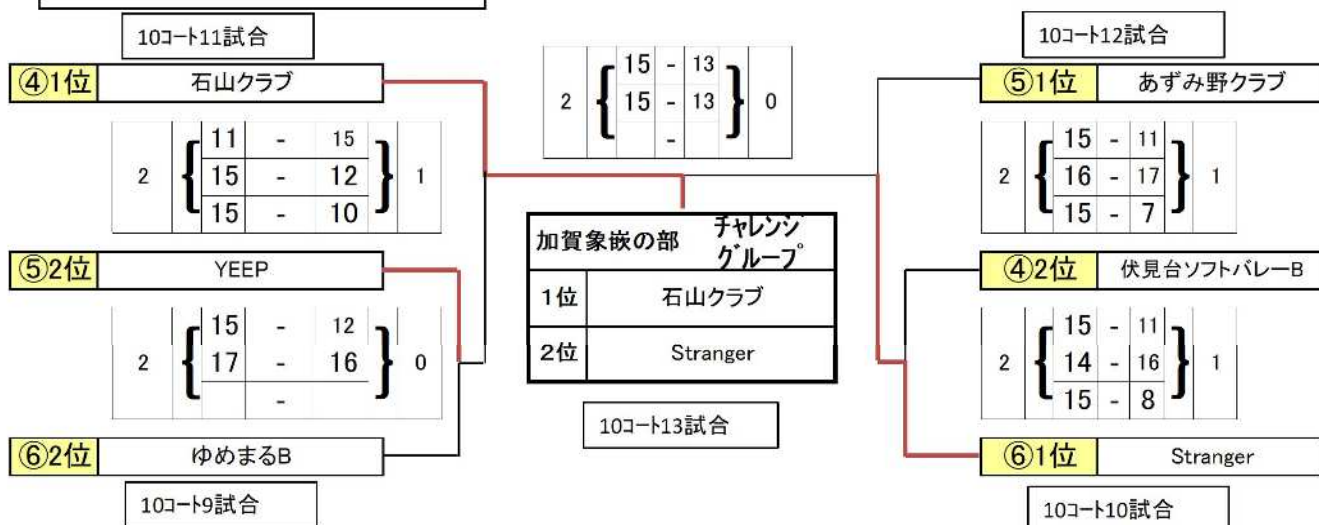 10コート11試合
10コート12試合
④1位 石山クラブ
2 { 15 - 13 } 0
15 - 13
-
⑤1位 あずみ野クラブ
2 { 11 - 15 } 1
15 - 12
15 - 10
2 { 15 - 11 } 1
16 - 17
15 - 7
加賀象嵌の部 チャレンジ
グループ
1位 石山クラブ
2位 Stranger
⑤2位 YEEP
④2位 伏見台ソフトバレーB
2 { 15 - 12 } 0
17 - 16
-
2 { 15 - 11 } 1
14 - 16
15 - 8
10コート13試合
⑥2位 ゆめまるB
⑥1位 Stranger
10コート9試合
10コート10試合